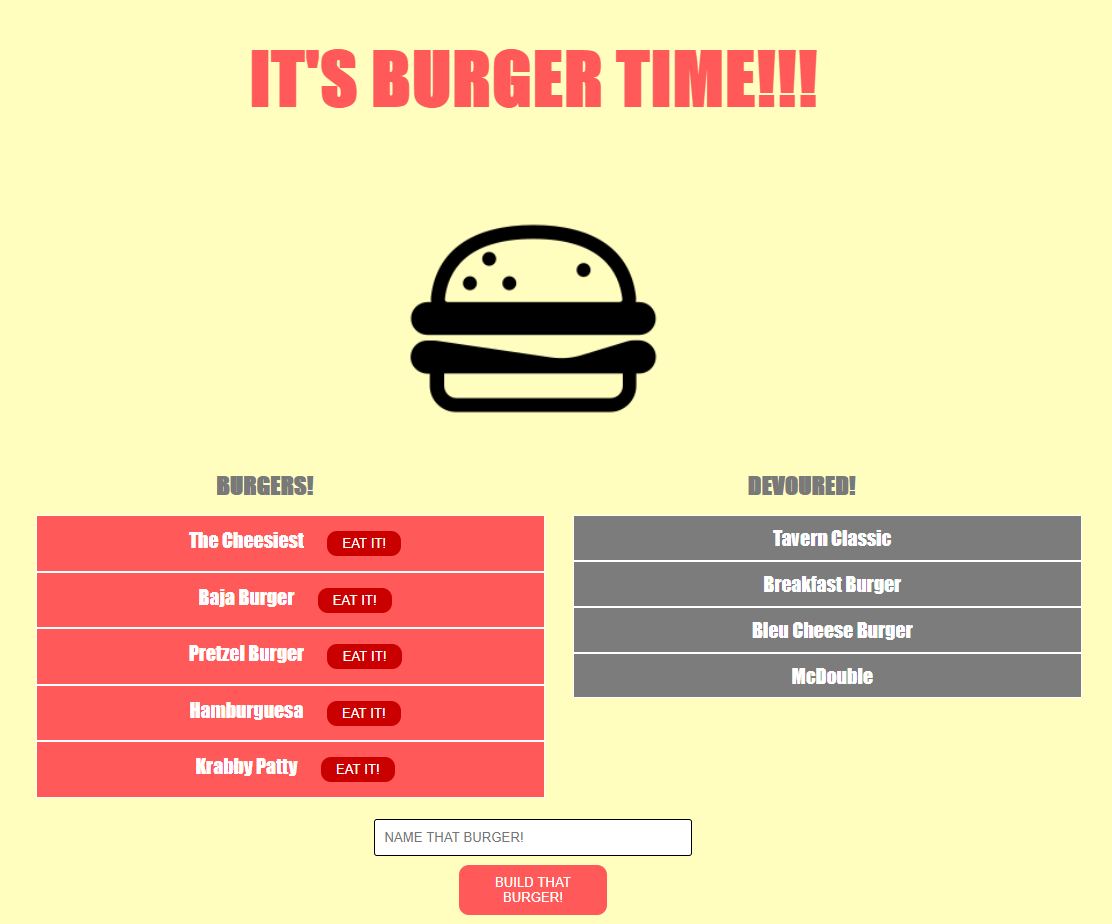 IT'S BURGER TIME!!!
BURGERS!
The Cheesiest EAT IT!
Baja Burger EAT IT!
Pretzel Burger EAT IT!
Hamburguesa EAT IT!
Krabby Patty EAT IT!
DEVOURED!
Tavern Classic
Breakfast Burger
Bleu Cheese Burger
McDouble
NAME THAT BURGER!
BUILD THAT
BURGER!